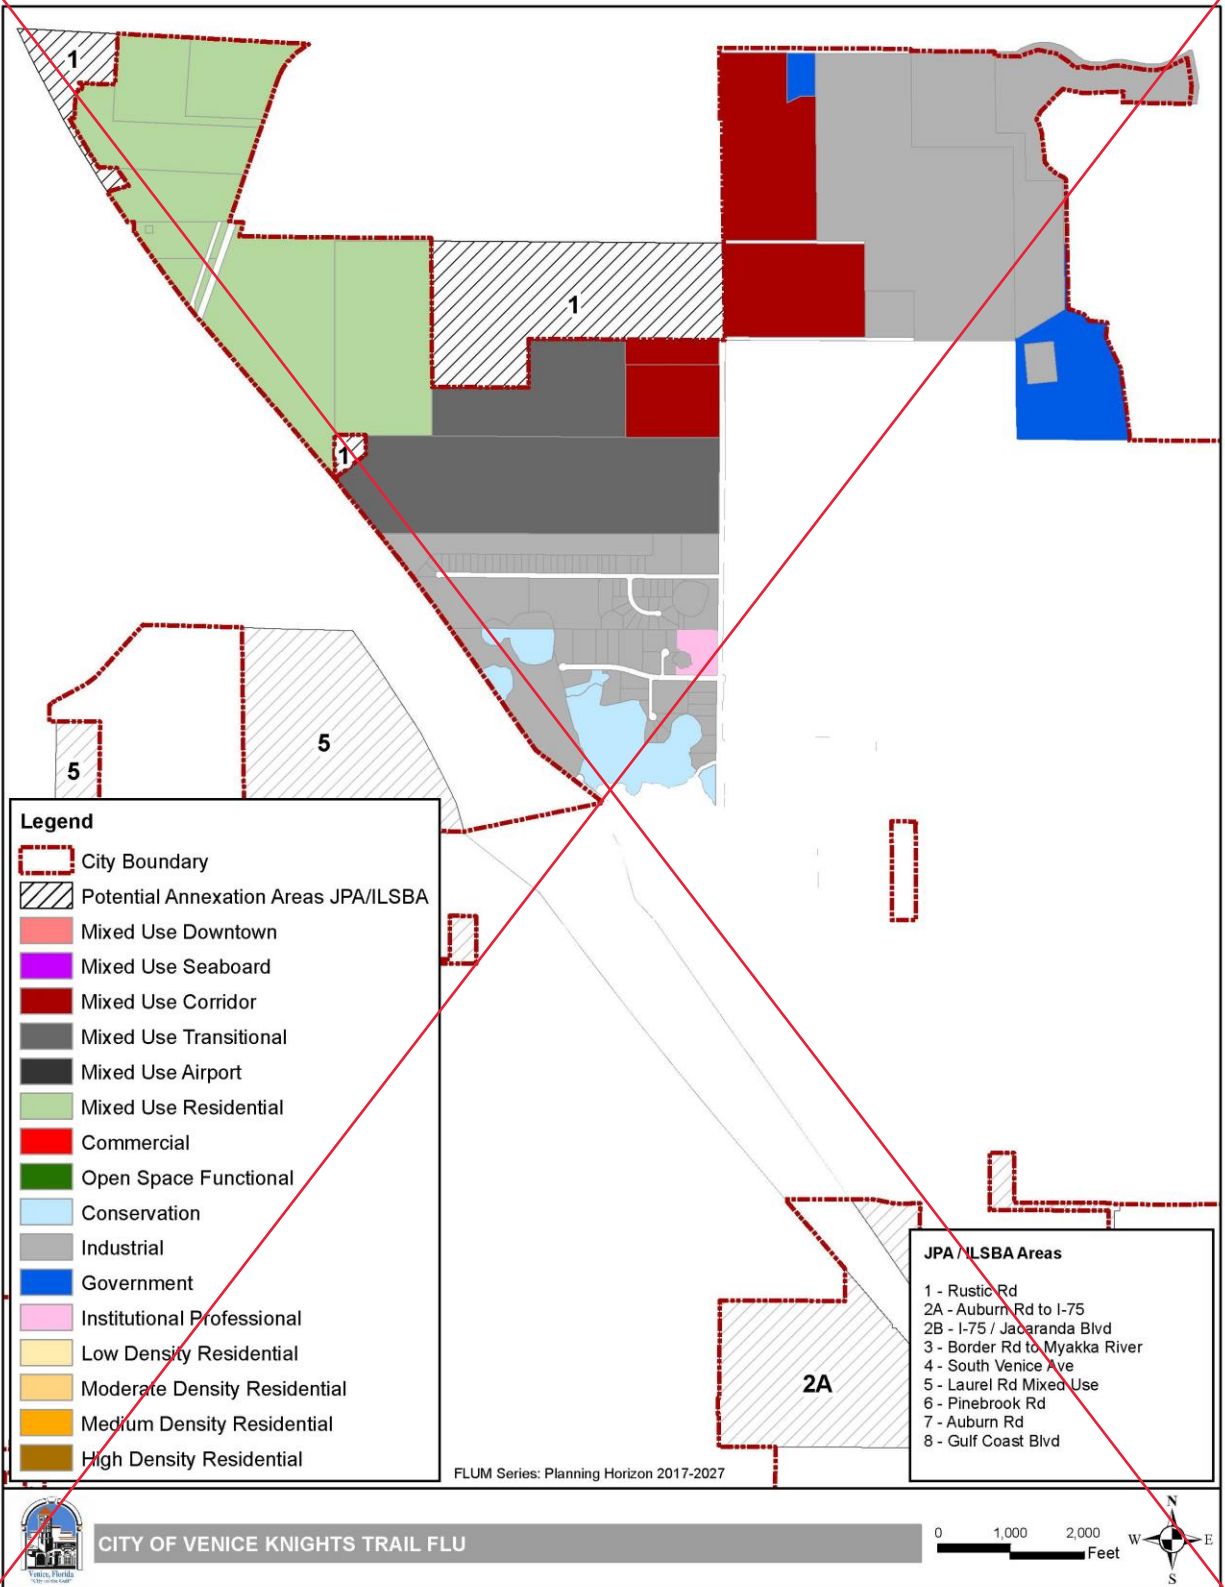 1
1
1
5
5
Legend
City Boundary
Potential Annexation Areas JPA/ILSBA
Mixed Use Downtown
Mixed Use Seaboard
Mixed Use Corridor
Mixed Use Transitional
Mixed Use Airport
Mixed Use Residential
Commercial
Open Space Functional
Conservation
Industrial
Government
Institutional Professional
Low Density Residential
Moderate Density Residential
Medium Density Residential
High Density Residential
2A
JPA / ILSBA Areas
1 - Rustic Rd
2A - Auburn Rd to I-75
2B - I-75 / Jacaranda Blvd
3 - Border Rd to Myakka River
4 - South Venice Ave
5 - Laurel Rd Mixed Use
6 - Pinebrook Rd
7 - Auburn Rd
8 - Gulf Coast Blvd
FLUM Series: Planning Horizon 2017-2027
Venice, Florida
"City on the Gulf"
CITY OF VENICE KNIGHTS TRAIL FLU
0 1,000 2,000
Feet
N
W E
S